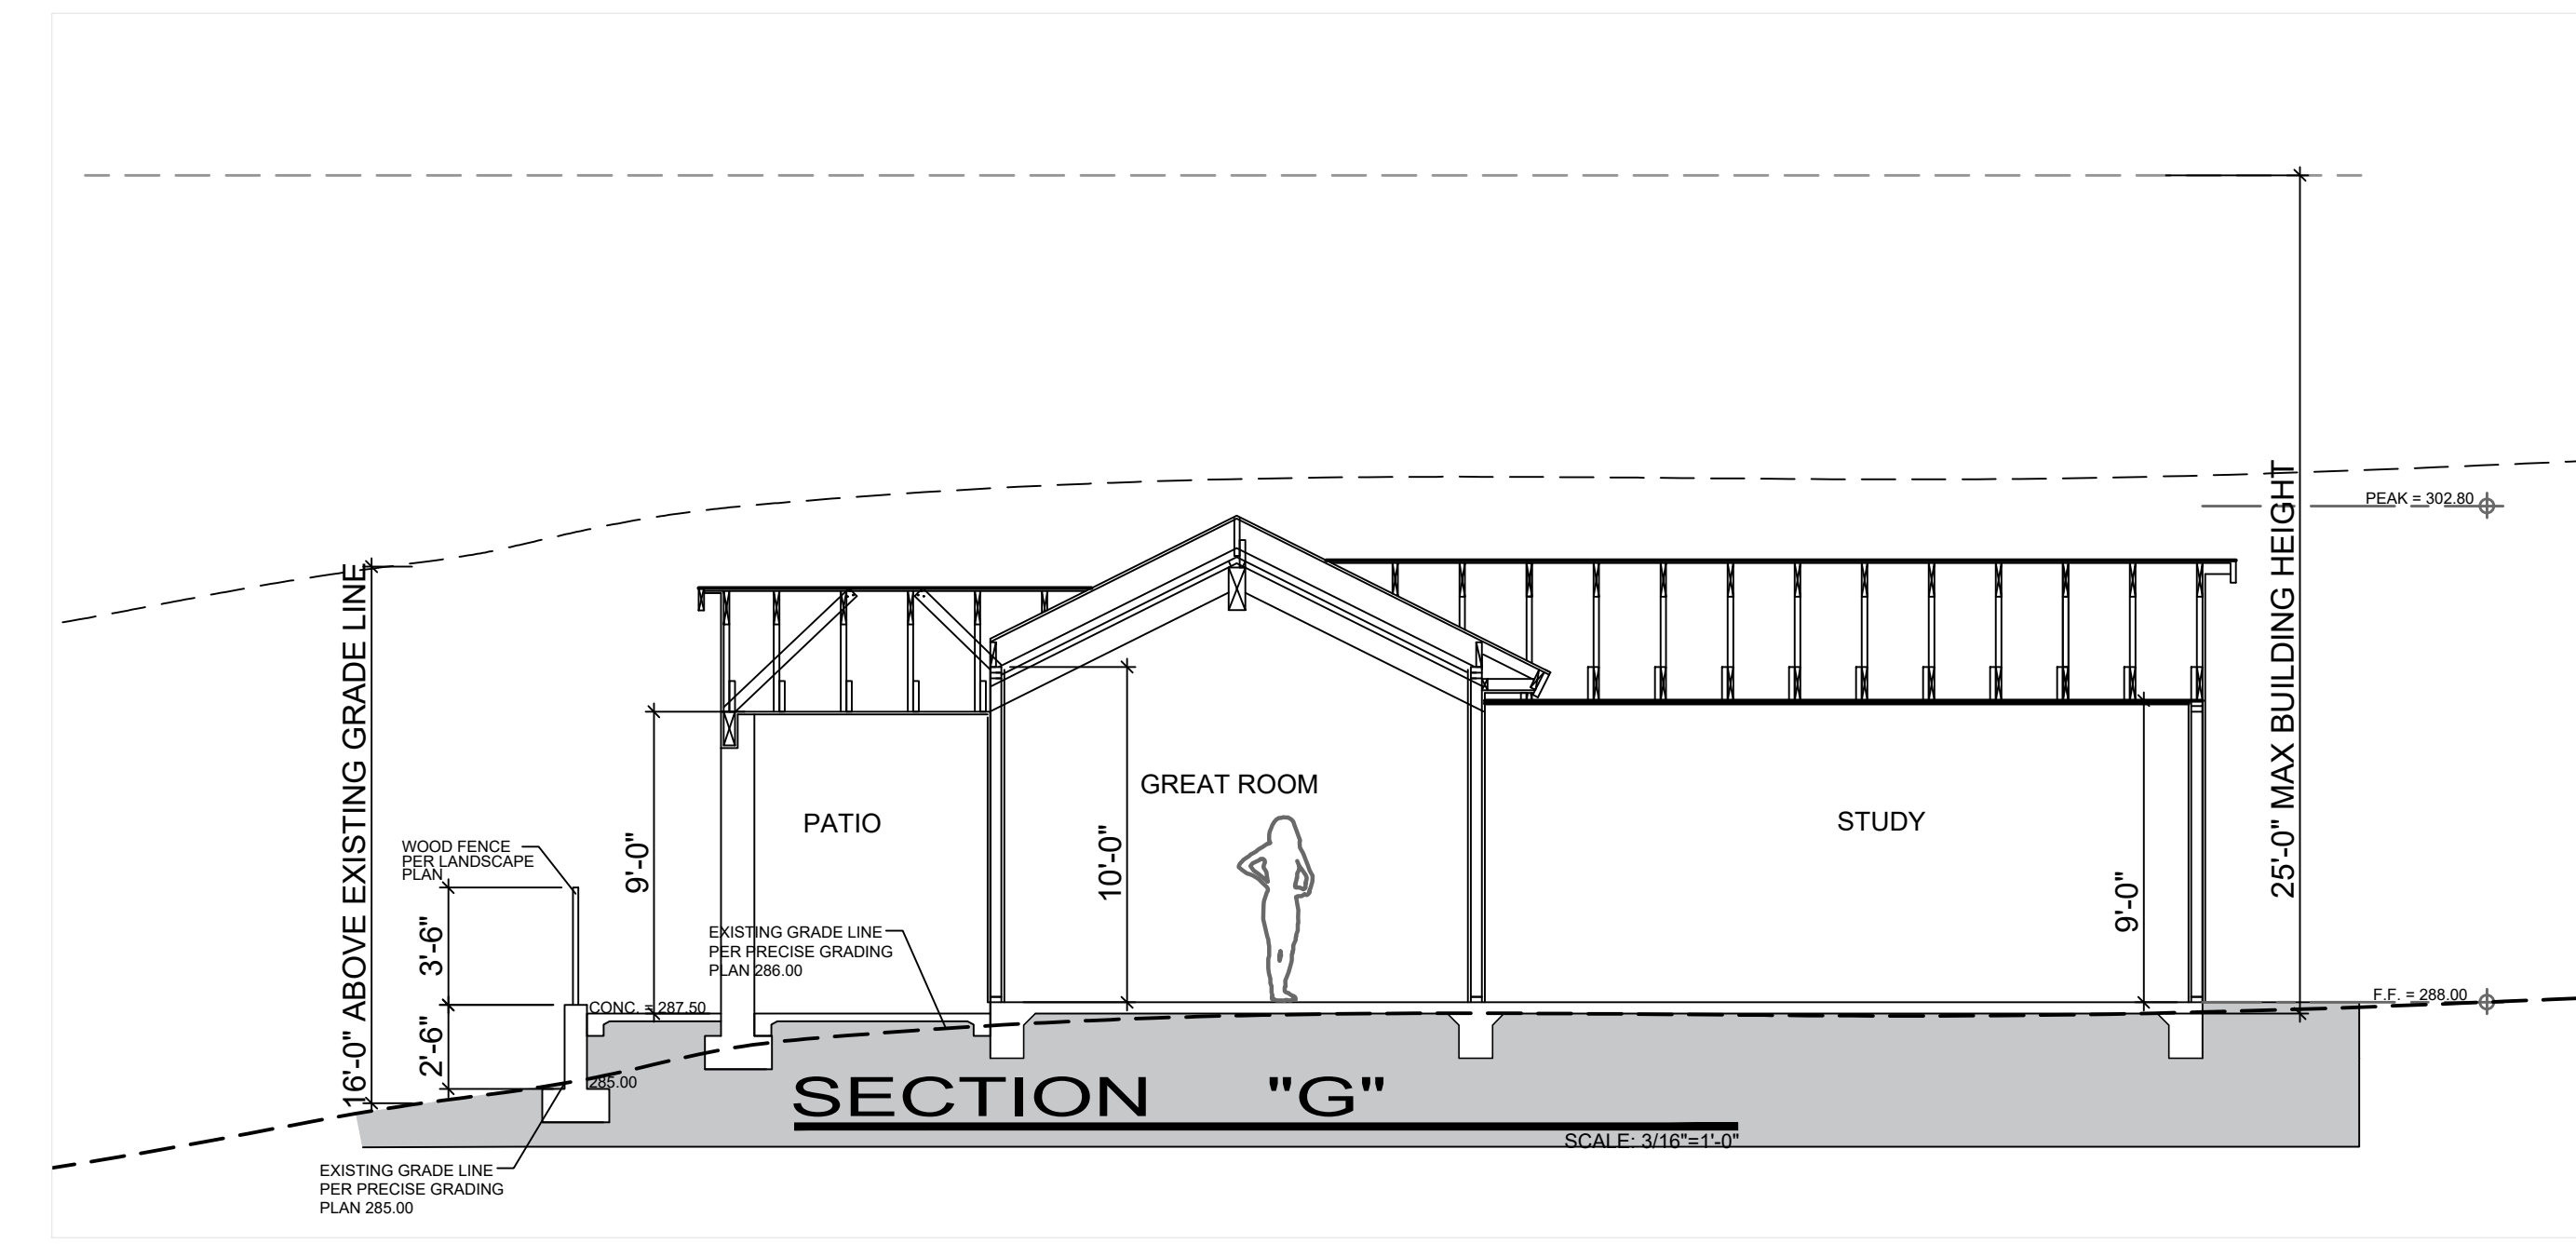 16'-0" ABOVE EXISTING GRADE LINE
25'-0" MAX BUILDING HEIGHT
PEAK = 302.80
GREAT ROOM
PATIO
STUDY
WOOD FENCE
PER LANDSCAPE
PLAN
9'-0"
10'-0"
9'-0"
3'-6"
2'-6"
EXISTING GRADE LINE
PER PRECISE GRADING
PLAN 286.00
CONC. = 287.50
F.F. = 288.00
285.00
SECTION "G"
SCALE: 3/16"=1'-0"
EXISTING GRADE LINE
PER PRECISE GRADING
PLAN 285.00